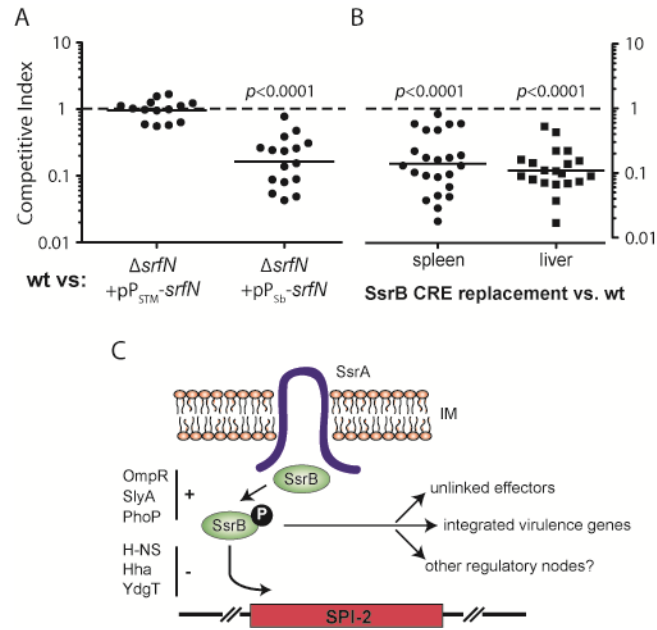 A
B
Competitive Index
10
1
0.1
0.01
p<0.0001
p<0.0001
p<0.0001
10
1
0.1
0.01
wt vs:
ΔsrfN
+pP_STM-srfN
ΔsrfN
+pP_Sb-srfN
spleen
liver
SsrB CRE replacement vs. wt
C
SsrA
IM
SsrB
OmpR
SlyA
PhoP
+
P
SsrB
H-NS
Hha
YdgT
-
unlinked effectors
integrated virulence genes
other regulatory nodes?
SPI-2